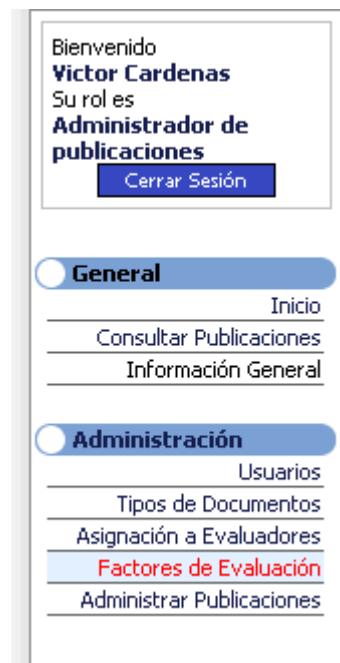 Bienvenido
Victor Cardenas
Su rol es
Administrador de
publicaciones
Cerrar Sesión
General
Inicio
Consultar Publicaciones
Información General
Administración
Usuarios
Tipos de Documentos
Asignación a Evaluadores
Factores de Evaluación
Administrar Publicaciones